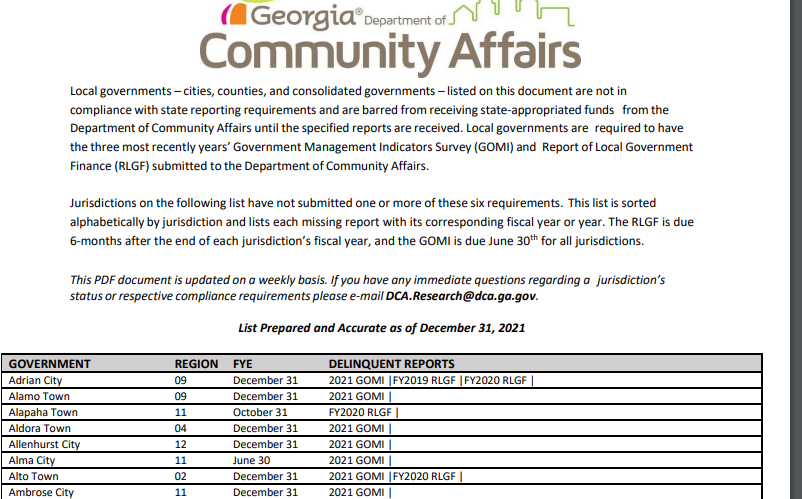 Georgia® Department of
Community Affairs
Local governments – cities, counties, and consolidated governments – listed on this document are not in
compliance with state reporting requirements and are barred from receiving state-appropriated funds from the
Department of Community Affairs until the specified reports are received. Local governments are required to have
the three most recently years’ Government Management Indicators Survey (GOMI) and Report of Local Government
Finance (RLGF) submitted to the Department of Community Affairs.
Jurisdictions on the following list have not submitted one or more of these six requirements. This list is sorted
alphabetically by jurisdiction and lists each missing report with its corresponding fiscal year or year. The RLGF is due
6-months after the end of each jurisdiction’s fiscal year, and the GOMI is due June 30th for all jurisdictions.
This PDF document is updated on a weekly basis. If you have any immediate questions regarding a jurisdiction’s
status or respective compliance requirements please e-mail DCA.Research@dca.ga.gov.
List Prepared and Accurate as of December 31, 2021
GOVERNMENT REGION FYE DELINQUENT REPORTS
Adrian City 09 December 31 2021 GOMI |FY2019 RLGF |FY2020 RLGF |
Alamo Town 09 December 31 2021 GOMI |
Alapaha Town 11 October 31 FY2020 RLGF |
Aldora Town 04 December 31 2021 GOMI |
Allenhurst City 12 December 31 2021 GOMI |
Alma City 11 June 30 2021 GOMI |
Alto Town 02 December 31 2021 GOMI |FY2020 RLGF |
Ambrose City 11 December 31 2021 GOMI |